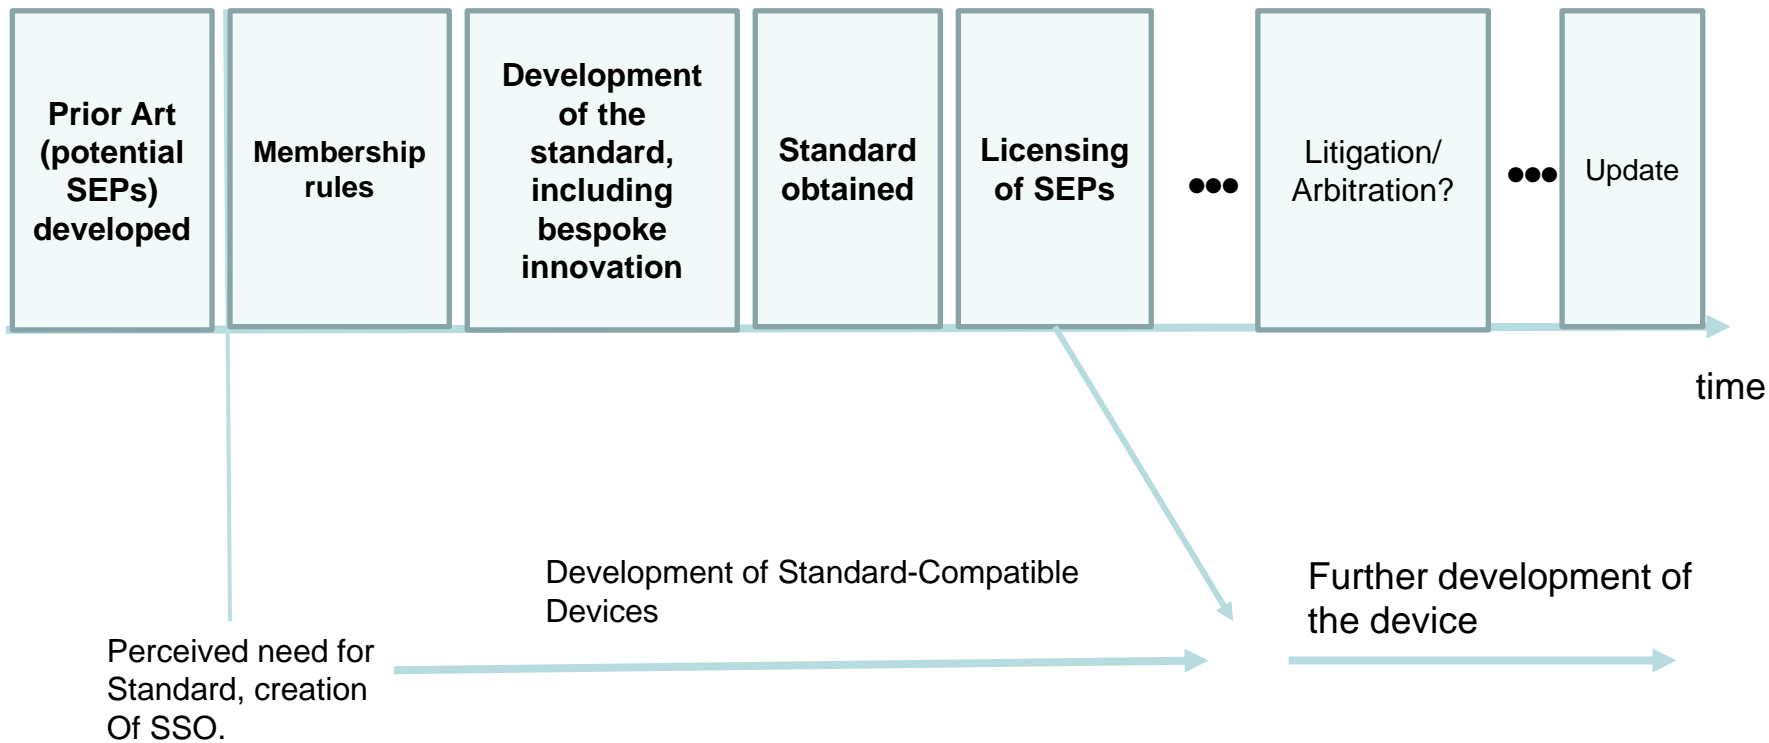 Prior Art
(potential
SEPs)
developed
Membership
rules
Development
of the
standard,
including
bespoke
innovation
Standard
obtained
Licensing
of SEPs
•••
Litigation/
Arbitration?
•••
Update
time
Development of Standard-Compatible
Devices
Further development of
the device
Perceived need for
Standard, creation
Of SSO.